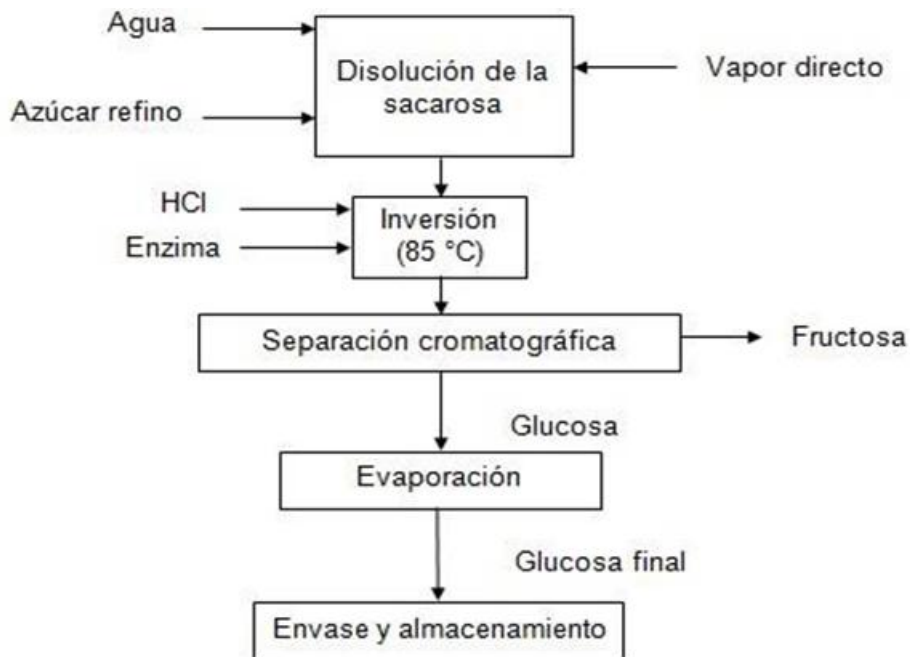 Agua
Disolución de la
sacarosa
Vapor directo
Azúcar refino
HCl
Inversión
(85 °C)
Enzima
Separación cromatográfica
Fructosa
Glucosa
Evaporación
Glucosa final
Envase y almacenamiento